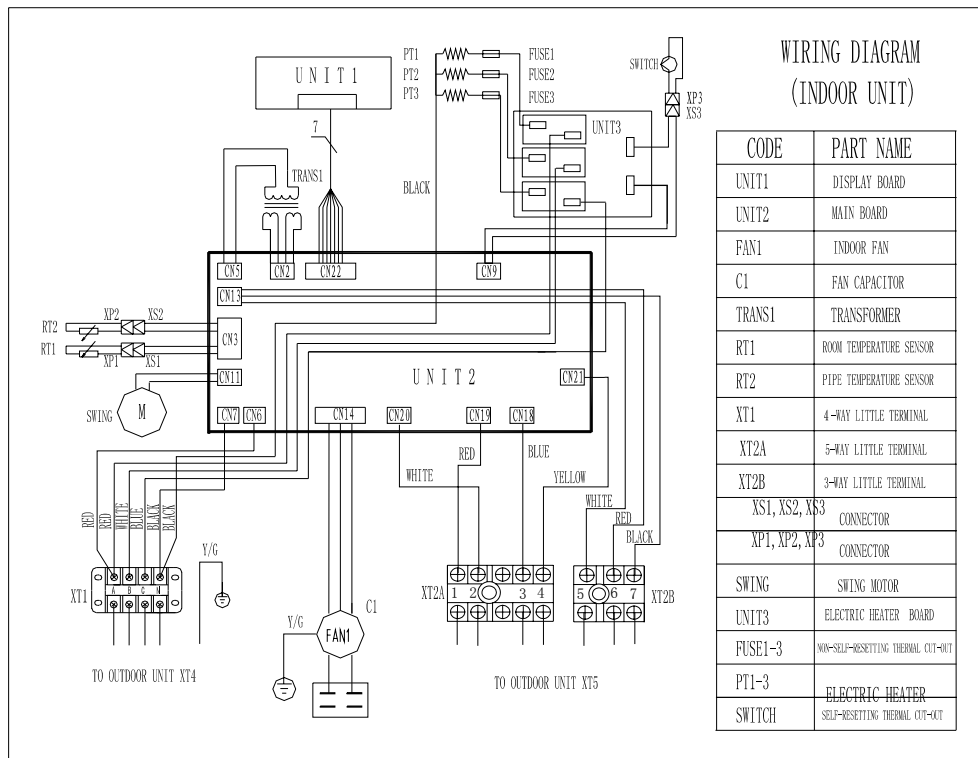 WIRING DIAGRAM
(INDOOR UNIT)
UNIT1
7
TRANS1
PT1
PT2
PT3
FUSE1
FUSE2
FUSE3
BLACK
UNIT3
SWITCH
XP3
XS3
CN5
CN2
CN22
CN9
CN13
CN3
CN11
CN7
CN6
CN14
CN20
CN19
CN18
CN21
UNIT2
RT2
XP2
XS2
RT1
XP1
XS1
SWING
M
RED
RED
WHITE
BLUE
BLACK
BLACK
Y/G
XT1
A
B
C
N
TO OUTDOOR UNIT XT4
Y/G
FAN1
C1
WHITE
RED
BLUE
YELLOW
WHITE
RED
BLACK
XT2A
1 2 3 4
5 6 7
XT2B
TO OUTDOOR UNIT XT5
CODE PART NAME
UNIT1 DISPLAY BOARD
UNIT2 MAIN BOARD
FAN1 INDOOR FAN
C1 FAN CAPACITOR
TRANS1 TRANSFORMER
RT1 ROOM TEMPERATURE SENSOR
RT2 PIPE TEMPERATURE SENSOR
XT1 4-WAY LITTLE TERMINAL
XT2A 5-WAY LITTLE TERMINAL
XT2B 3-WAY LITTLE TERMINAL
XS1, XS2, XS3 CONNECTOR
XP1, XP2, XP3 CONNECTOR
SWING SWING MOTOR
UNIT3 ELECTRIC HEATER BOARD
FUSE1-3 NON-SELF-RESETTING THERMAL CUT-OUT
PT1-3 ELECTRIC HEATER
SWITCH SELF-RESETTING THERMAL CUT-OUT